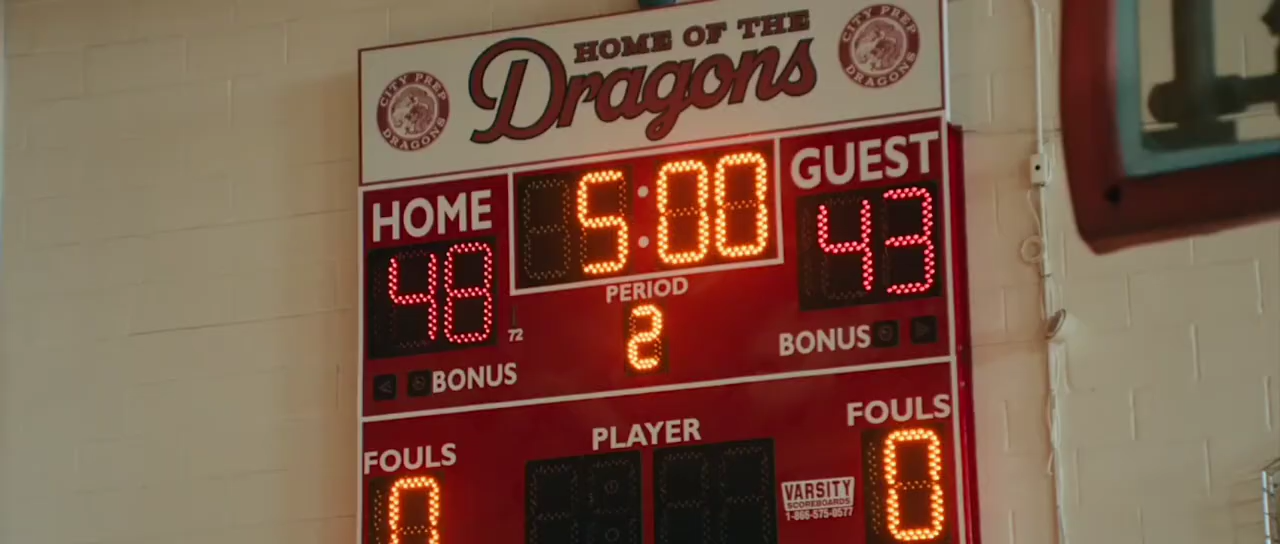 HOME OF THE
Dragons
CITY PREP
DRAGONS
CITY PREP
DRAGONS
HOME
5:00
GUEST
48
43
PERIOD
2
72
BONUS
BONUS
PLAYER
FOULS
FOULS
0
0
VARSITY
SCOREBOARDS
1-866-575-0577